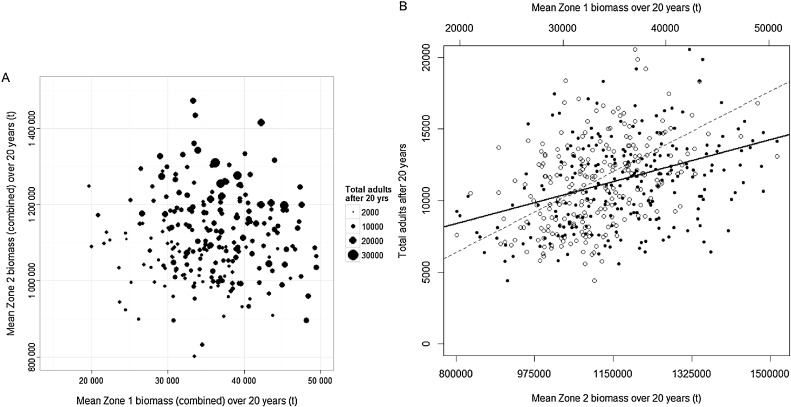 A
Mean Zone 2 biomass (combined) over 20 years (t)
1 400 000
1 200 000
1 000 000
800 000
20 000
30 000
40 000
50 000
Mean Zone 1 biomass (combined) over 20 years (t)
Total adults
after 20 yrs
2000
10000
20000
30000
B
Mean Zone 1 biomass over 20 years (t)
20000
30000
40000
50000
Total adults after 20 years
20000
15000
10000
5000
0
800000
975000
1150000
1325000
1500000
Mean Zone 2 biomass over 20 years (t)